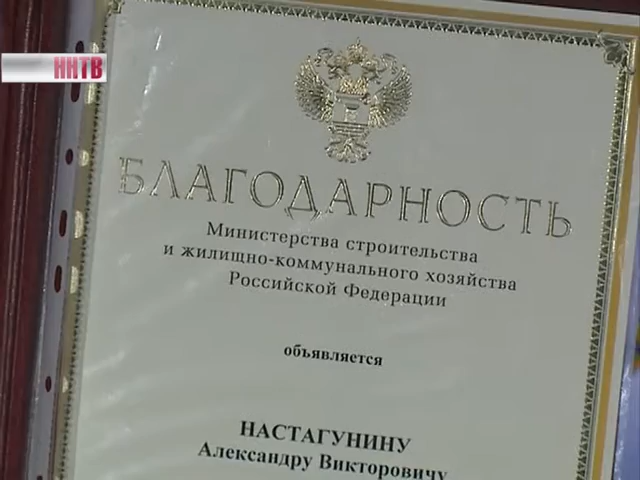 ННТВ
БЛАГОДАРНОСТЬ
Министерства строительства
и жилищно-коммунального хозяйства
Российской Федерации
объявляется
НАСТАГУНИНУ
Александру Викторовичу